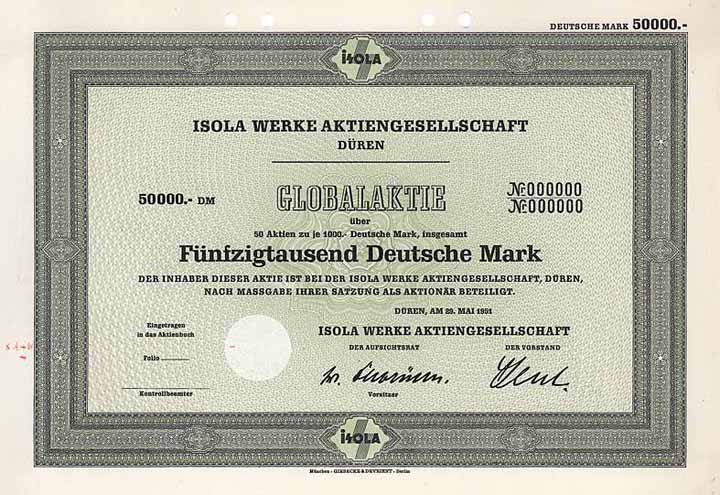 DEUTSCHE MARK 50000.-
ISOLA
ISOLA WERKE AKTIENGESELLSCHAFT
DÜREN
50000.- DM
GLOBALAKTIE
№000000
№000000
über
50 Aktien zu je 1000.- Deutsche Mark, insgesamt
Fünfzigtausend Deutsche Mark
DER INHABER DIESER AKTIE IST BEI DER ISOLA WERKE AKTIENGESELLSCHAFT, DÜREN,
NACH MASSGABE IHRER SATZUNG ALS AKTIONÄR BETEILIGT.
DÜREN, AM 29. MAI 1951
Eingetragen
in das Aktienbuch
ISOLA WERKE AKTIENGESELLSCHAFT
DER AUFSICHTSRAT
DER VORSTAND
Folio
Kontrollbeamter
Vorsitzer
ISOLA
München - GIESECKE & DEVRIENT - Berlin